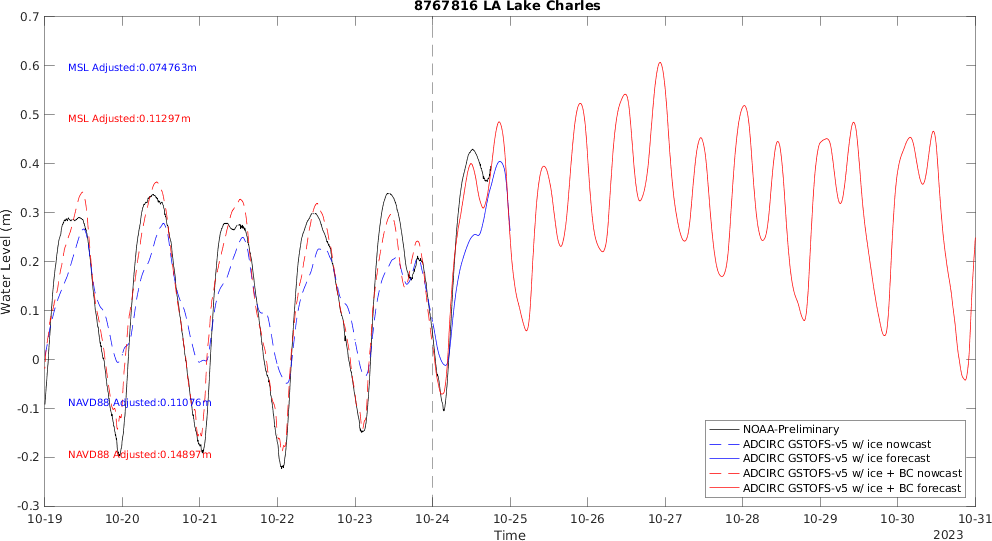 8767816 LA Lake Charles
0.7
0.6
0.5
0.4
0.3
0.2
0.1
0
-0.1
-0.2
-0.3
Water Level (m)
MSL Adjusted:0.074763m
MSL Adjusted:0.11297m
NAVD88 Adjusted:0.11076m
NAVD88 Adjusted:0.14897m
NOAA-Preliminary
ADCIRC GSTOFS-v5 w/ ice nowcast
ADCIRC GSTOFS-v5 w/ ice forecast
ADCIRC GSTOFS-v5 w/ ice + BC nowcast
ADCIRC GSTOFS-v5 w/ ice + BC forecast
10-19 10-20 10-21 10-22 10-23 10-24 10-25 10-26 10-27 10-28 10-29 10-30 10-31
Time
2023